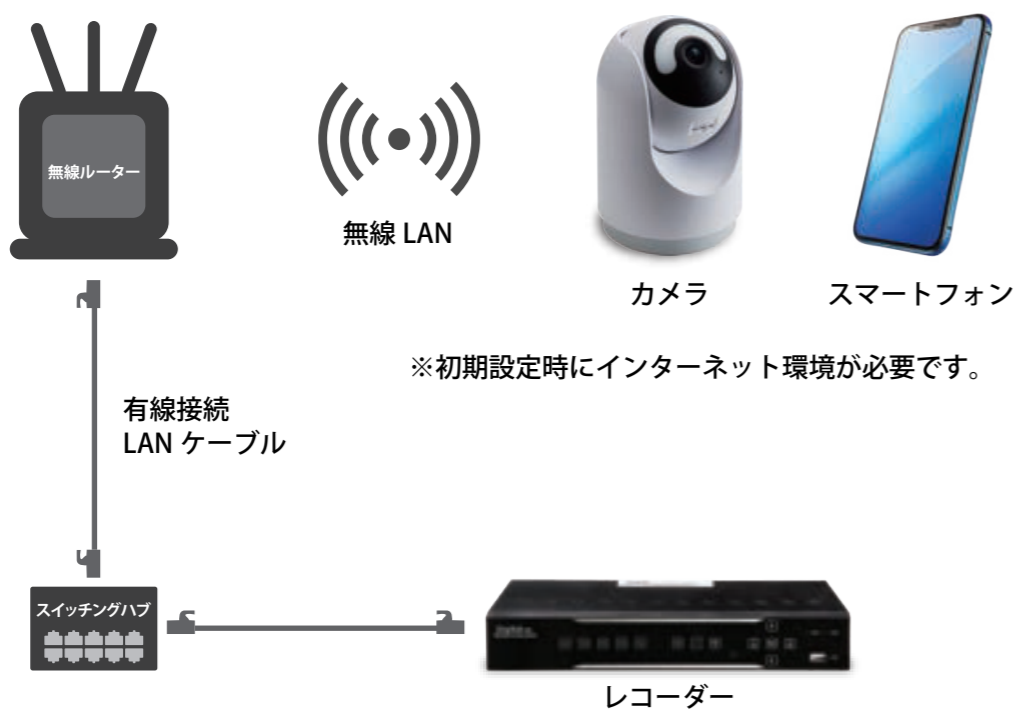 無線ルーター
無線 LAN
カメラ
スマートフォン
※初期設定時にインターネット環境が必要です。
有線接続
LAN ケーブル
スイッチングハブ
レコーダー